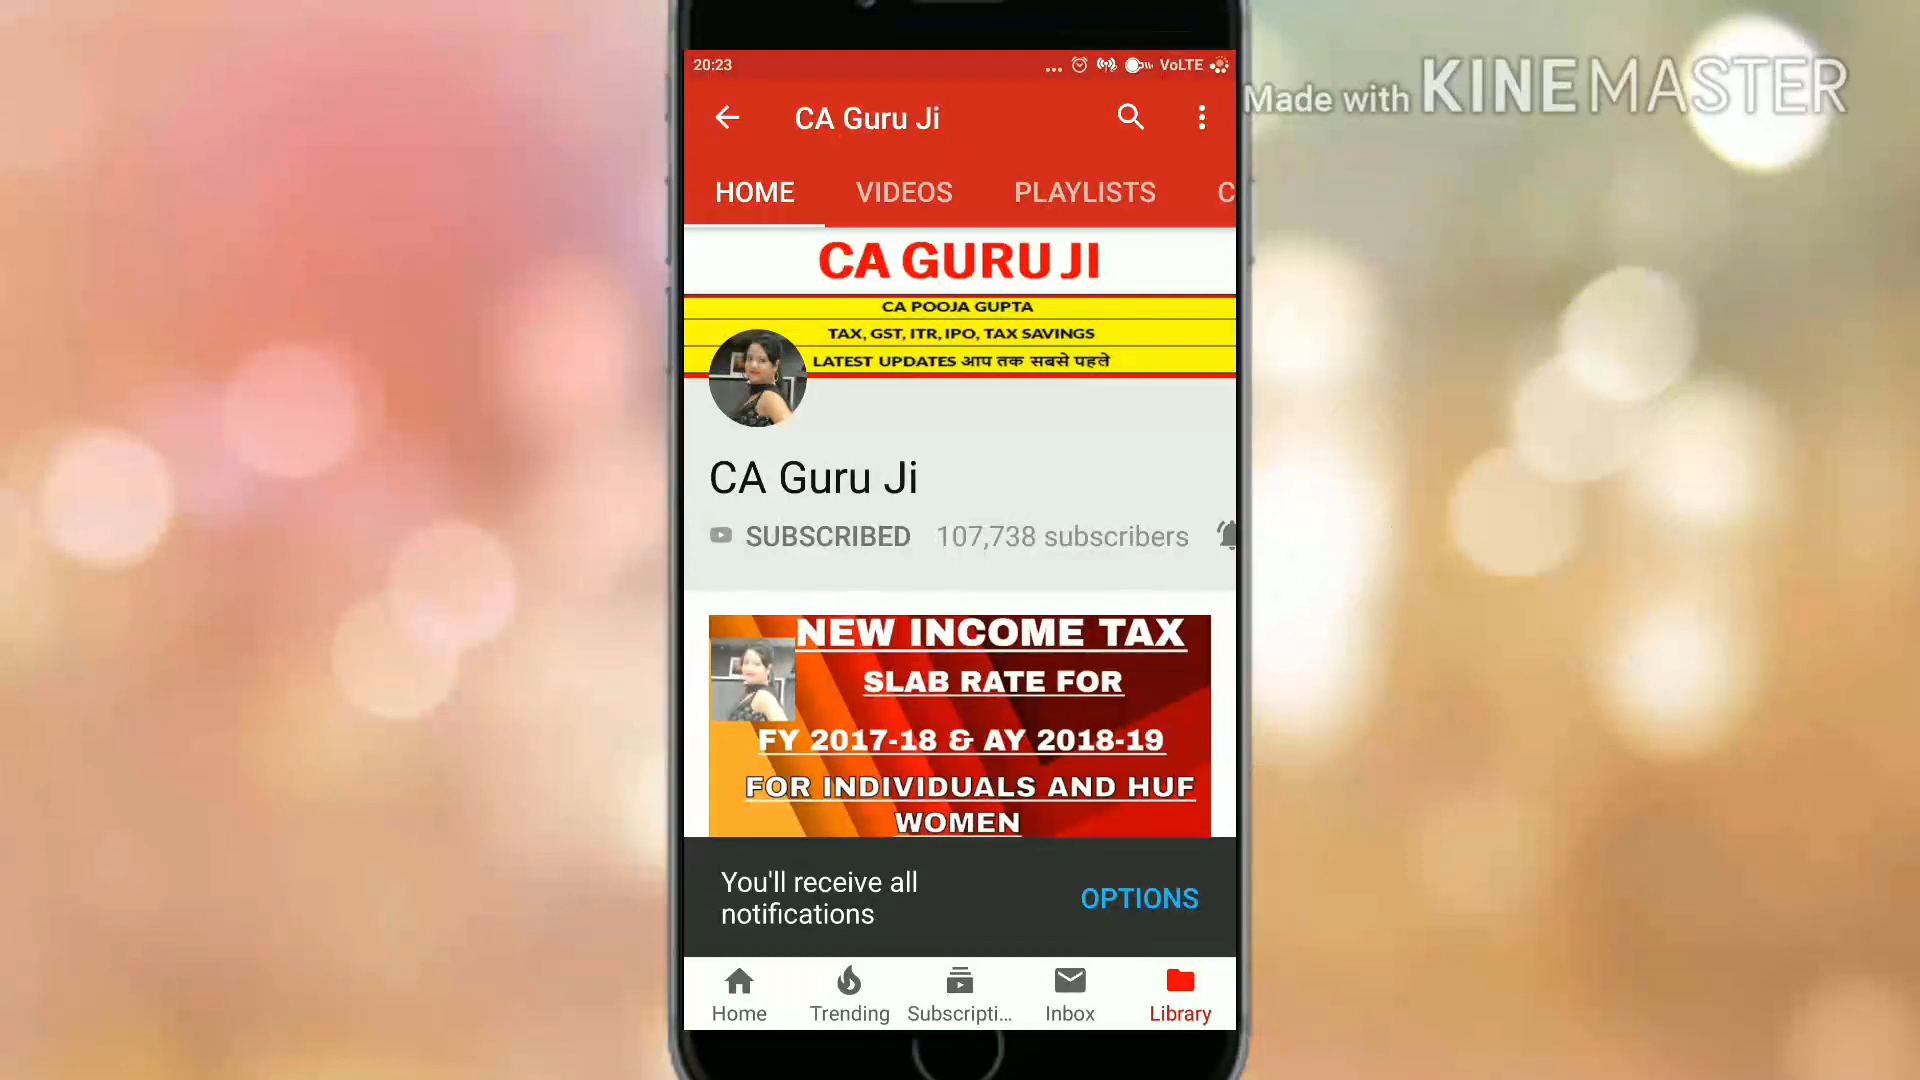 20:23
... VoLTE
Made with KINEMASTER
CA Guru Ji
HOME VIDEOS PLAYLISTS C
CA GURU JI
CA POOJA GUPTA
TAX, GST, ITR, IPO, TAX SAVINGS
LATEST UPDATES आप तक सबसे पहले
CA Guru Ji
SUBSCRIBED 107,738 subscribers
NEW INCOME TAX
SLAB RATE FOR
FY 2017-18 & AY 2018-19
FOR INDIVIDUALS AND HUF
WOMEN
You'll receive all
notifications
OPTIONS
Home Trending Subscripti... Inbox Library